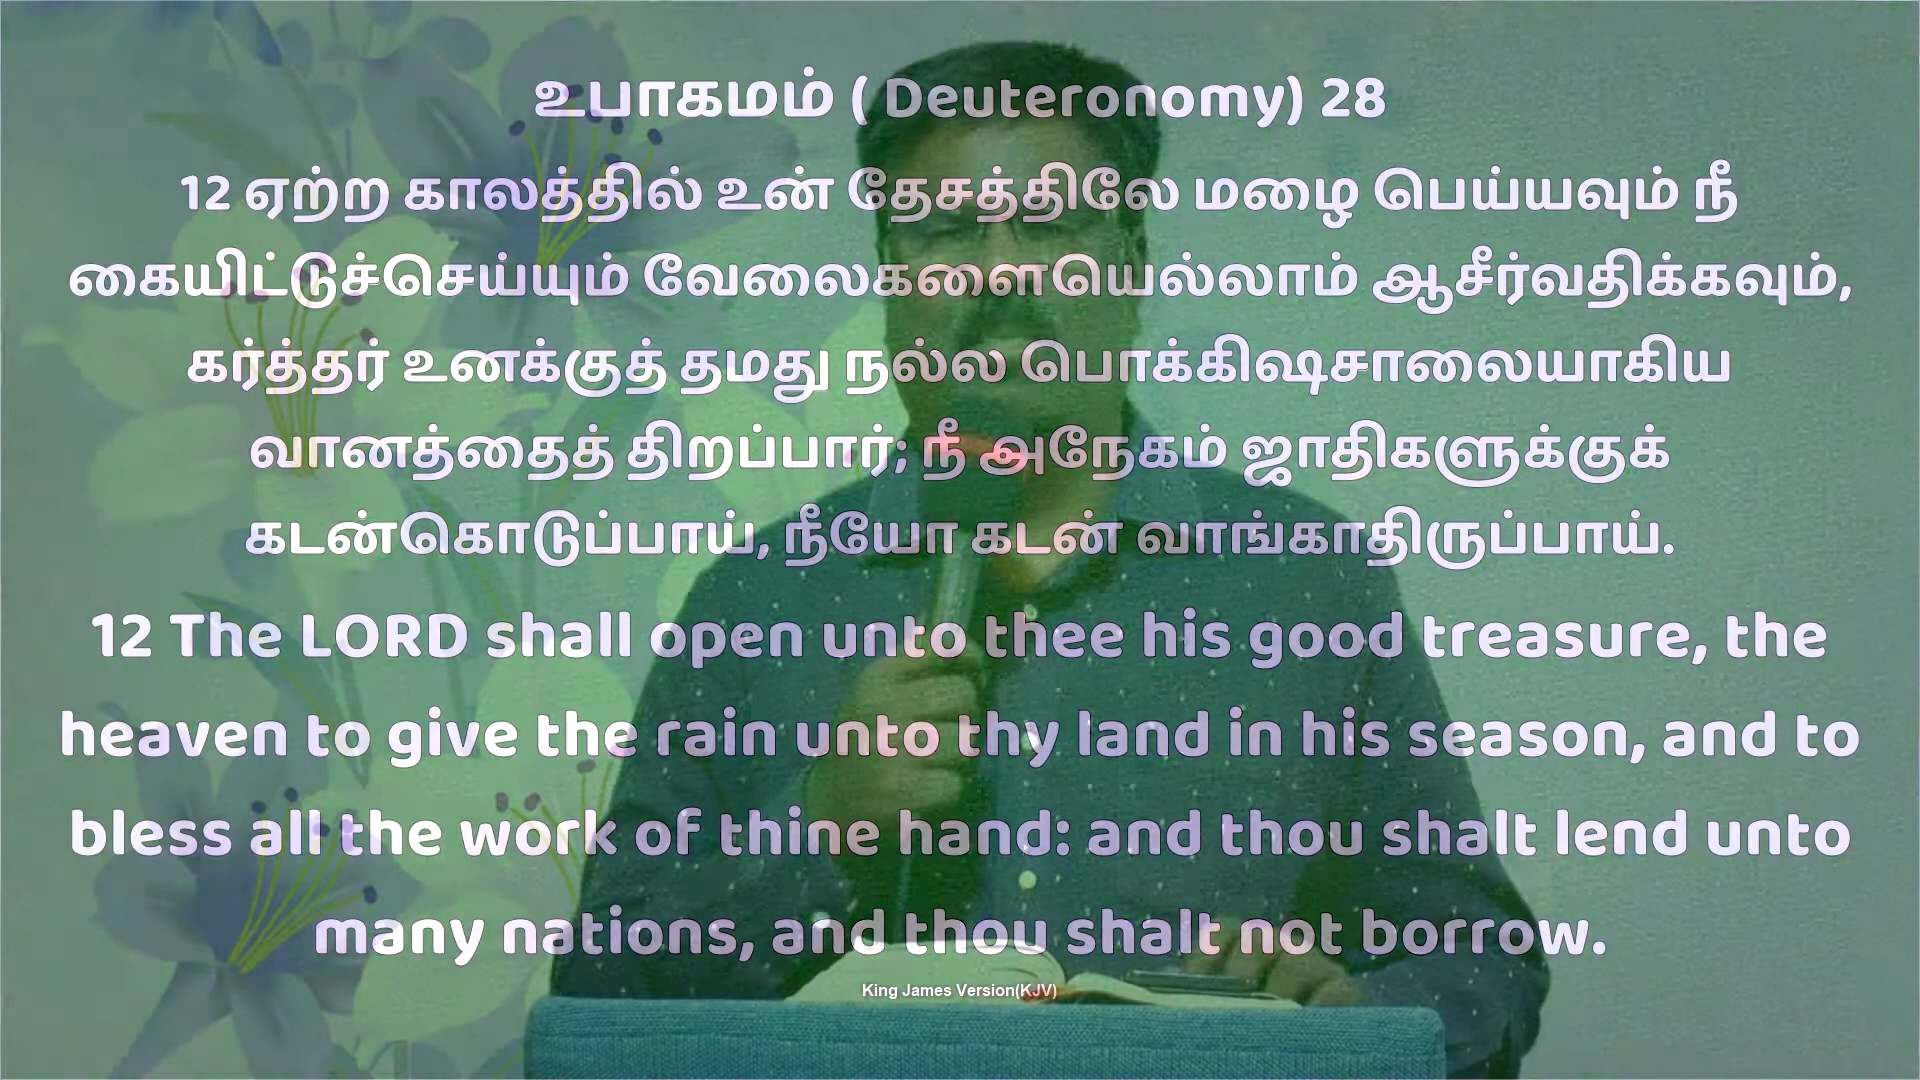 உபாகமம் ( Deuteronomy) 28
12 ஏற்ற காலத்தில் உன் தேசத்திலே மழை பெய்யவும் நீ
கையிட்டுச்செய்யும் வேலைகளையெல்லாம் ஆசீர்வதிக்கவும்,
கர்த்தர் உனக்குத் தமது நல்ல பொக்கிஷசாலையாகிய
வானத்தைத் திறப்பார்; நீ அநேகம் ஜாதிகளுக்குக்
கடன்கொடுப்பாய், நீயோ கடன் வாங்காதிருப்பாய்.
12 The LORD shall open unto thee his good treasure, the
heaven to give the rain unto thy land in his season, and to
bless all the work of thine hand: and thou shalt lend unto
many nations, and thou shalt not borrow.
King James Version(KJV)